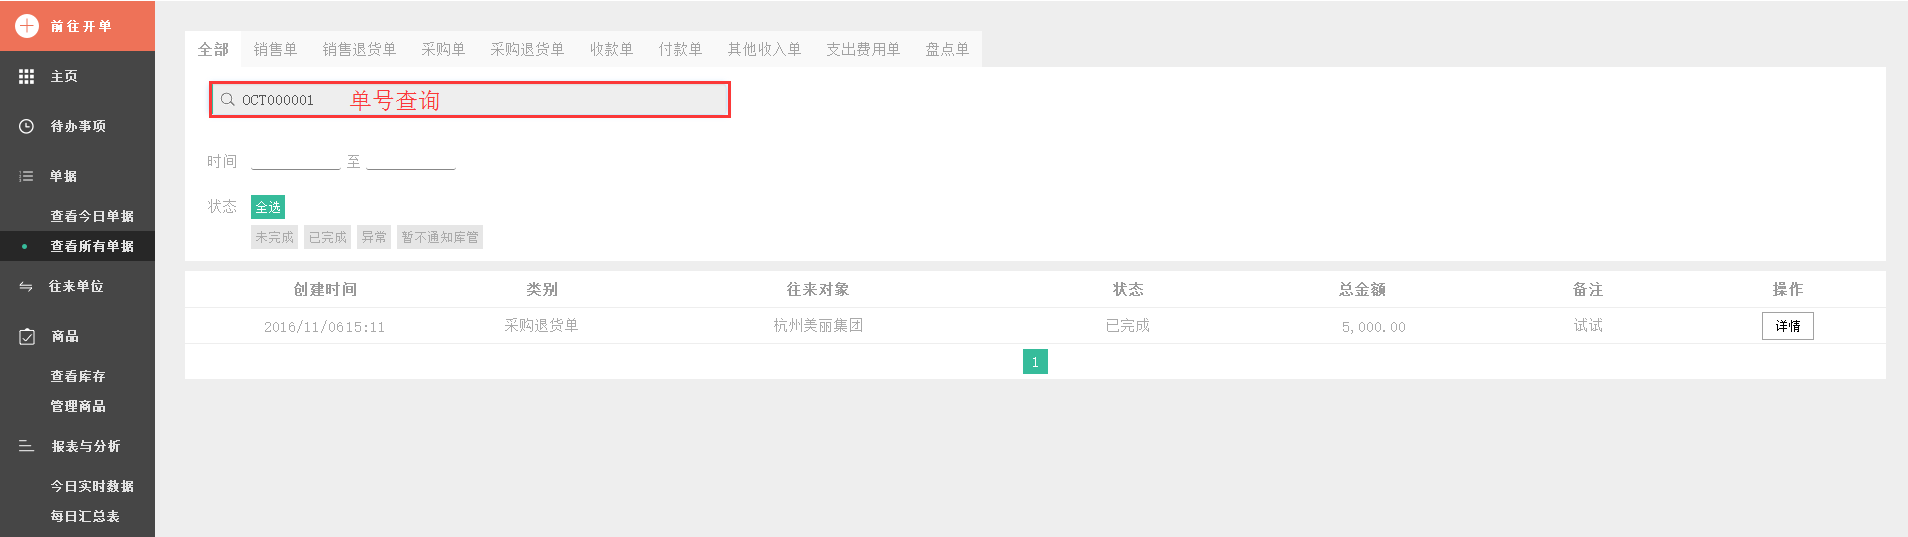 前往开单
主页
待办事项
单据
查看今日单据
查看所有单据
往来单位
商品
查看库存
管理商品
报表与分析
今日实时数据
每日汇总表
全部 销售单 销售退货单 采购单 采购退货单 收款单 付款单 其他收入单 支出费用单 盘点单
OCT000001 单号查询
时间 至
状态 全选
未完成 已完成 异常 暂不通知库管
创建时间 类别 往来对象 状态 总金额 备注 操作
2016/11/0615:11 采购退货单 杭州美丽集团 已完成 5,000.00 试试 详情
1